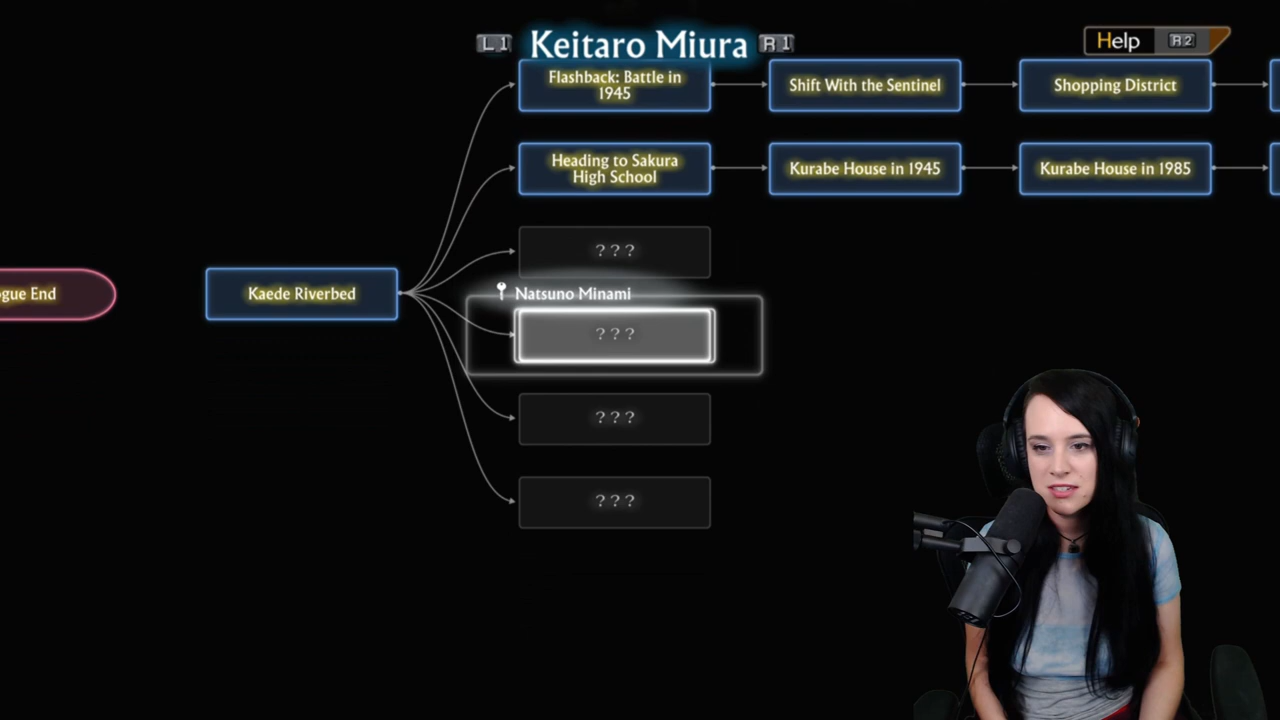 L1 Keitaro Miura R1
Help R2
Flashback: Battle in
1945
Shift With the Sentinel
Shopping District
Heading to Sakura
High School
Kurabe House in 1945
Kurabe House in 1985
? ? ?
gue End
Kaede Riverbed
Natsuno Minami
? ? ?
? ? ?
? ? ?